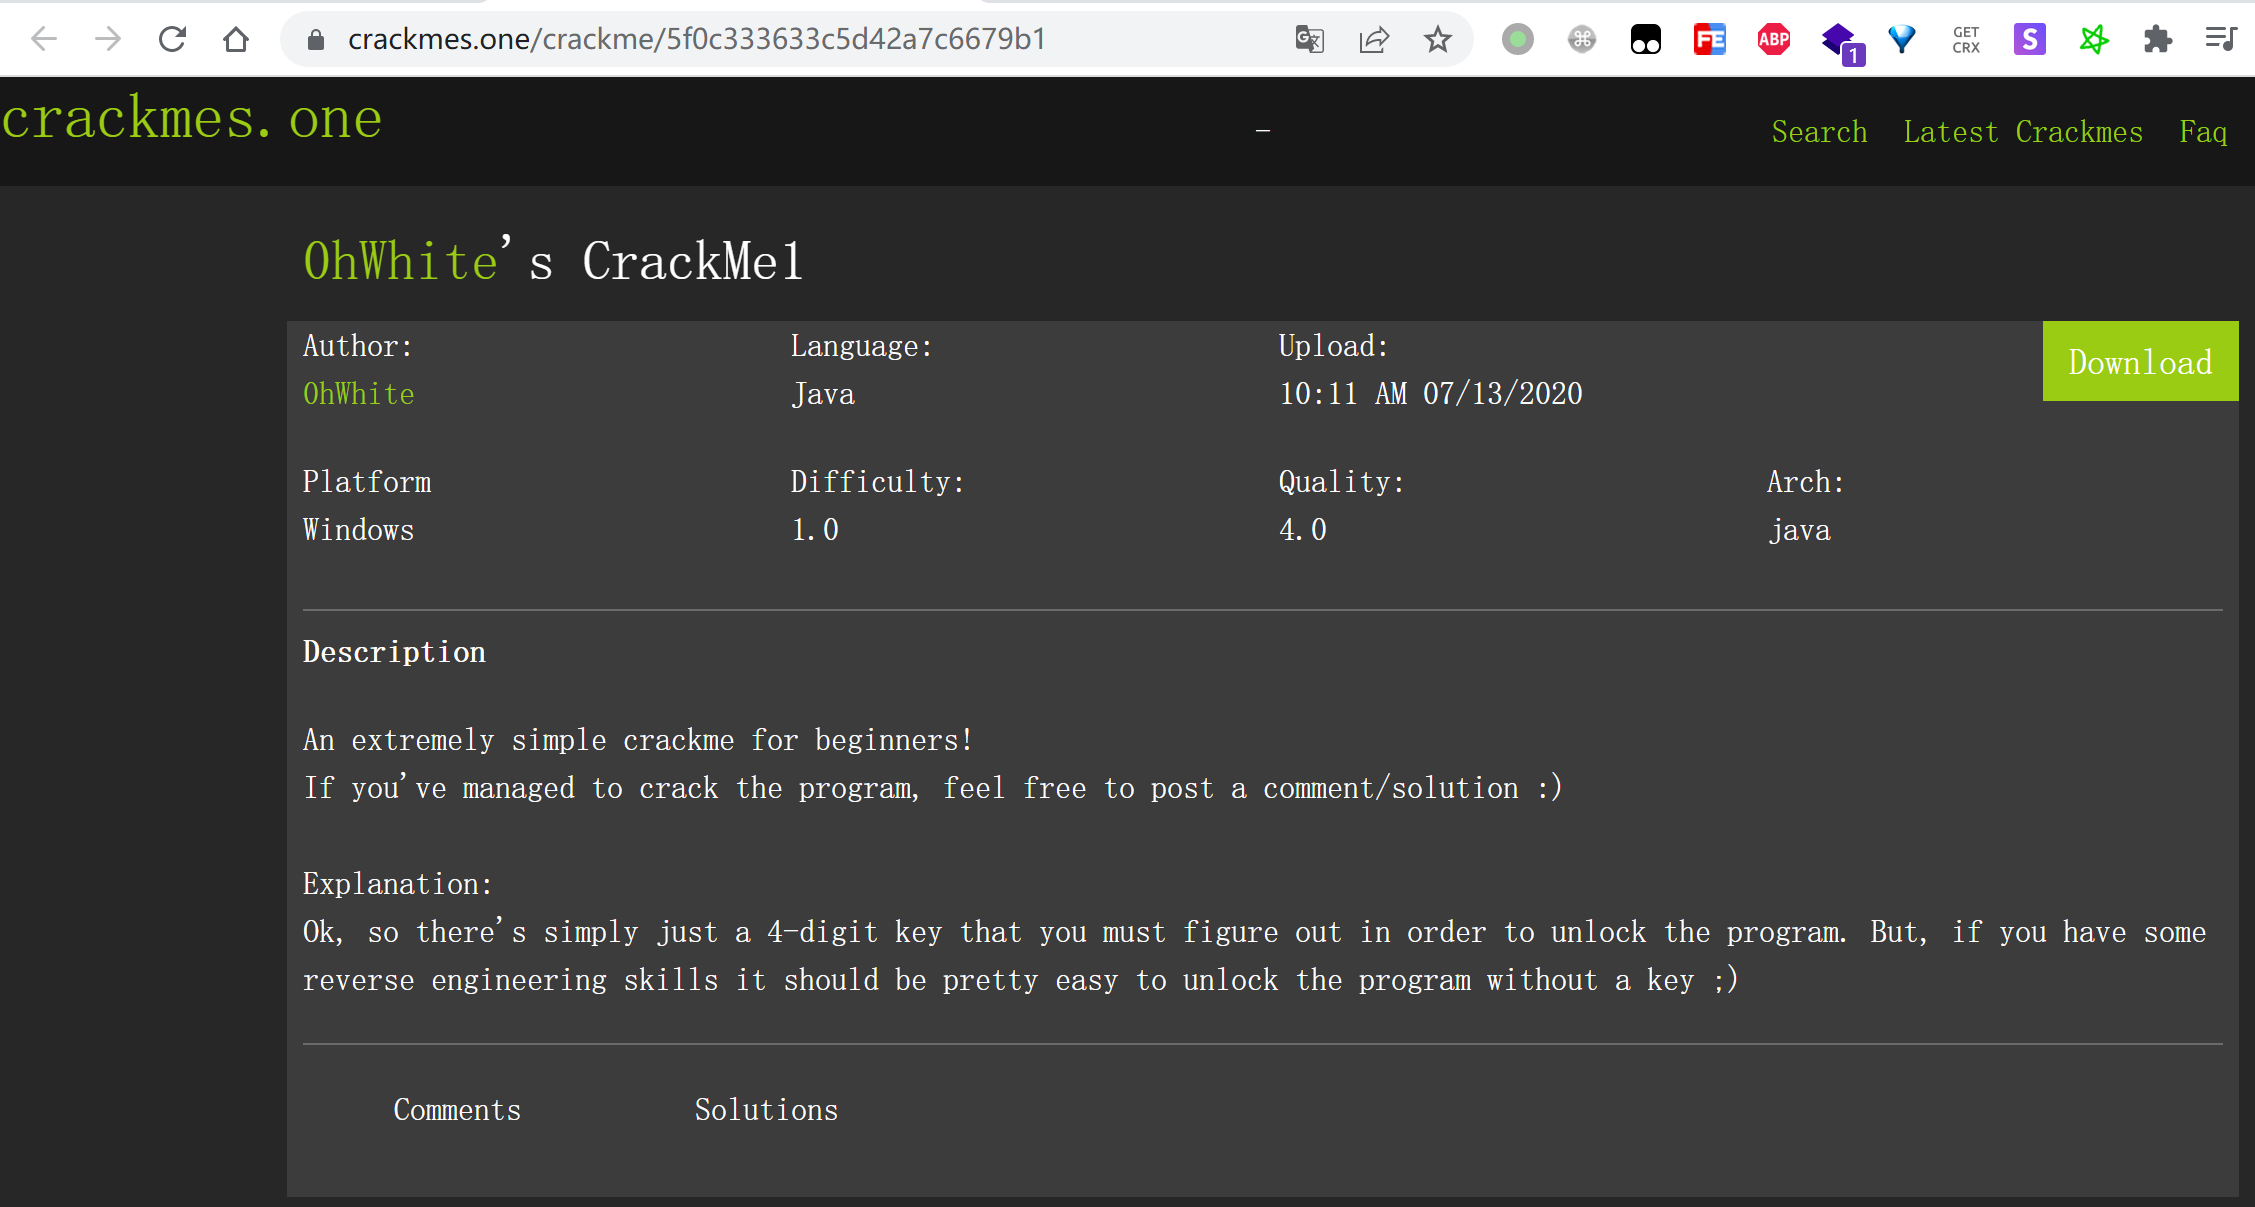 crackmes.one/crackme/5f0c333633c5d42a7c6679b1
FE
ABP
1
GET
CRX
S
crackmes.one
-
Search Latest Crackmes Faq
OhWhite's CrackMe1
Author: Language: Upload: Download
OhWhite Java 10:11 AM 07/13/2020
Platform Difficulty: Quality: Arch:
Windows 1.0 4.0 java
Description
An extremely simple crackme for beginners!
If you've managed to crack the program, feel free to post a comment/solution :)
Explanation:
Ok, so there's simply just a 4-digit key that you must figure out in order to unlock the program. But, if you have some
reverse engineering skills it should be pretty easy to unlock the program without a key ;)
Comments Solutions